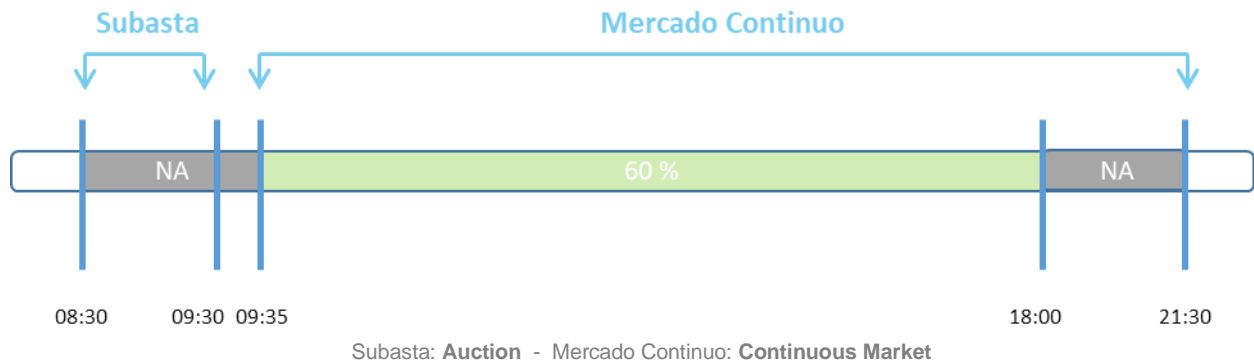 Subasta Mercado Continuo
NA 60 % NA
08:30 09:30 09:35 18:00 21:30
Subasta: Auction - Mercado Continuo: Continuous Market